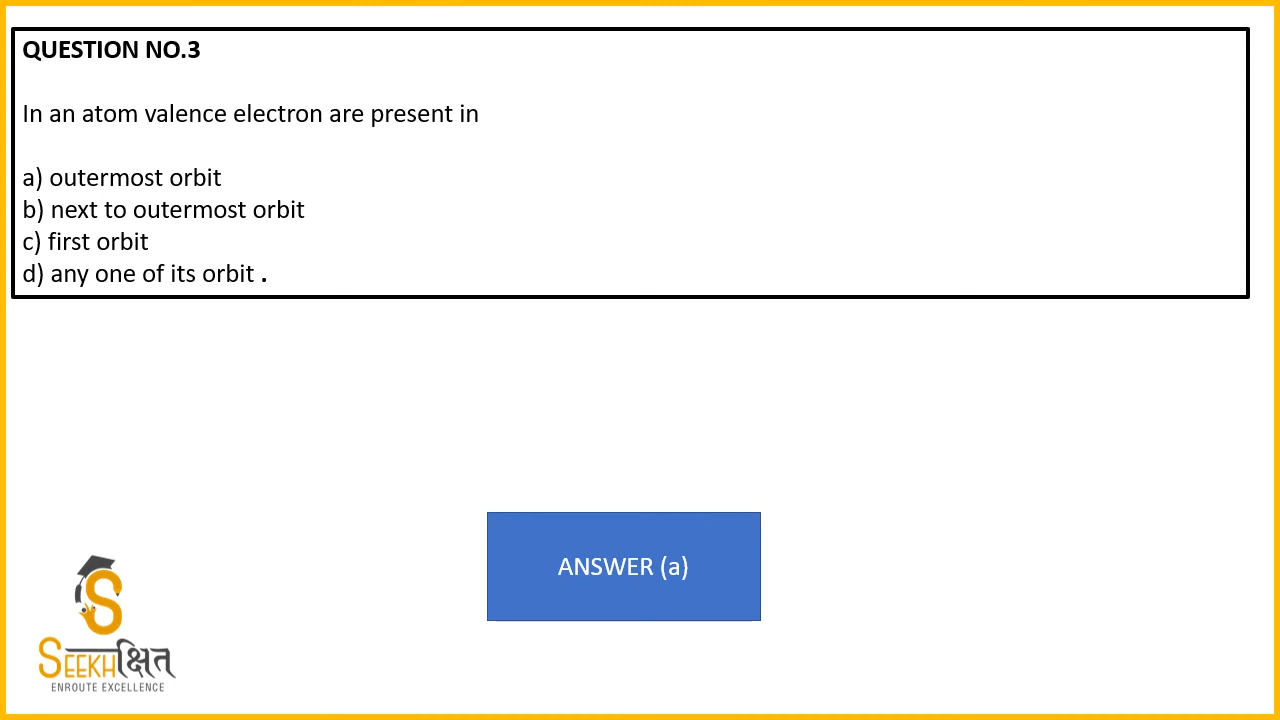 QUESTION NO.3
In an atom valence electron are present in
a) outermost orbit
b) next to outermost orbit
c) first orbit
d) any one of its orbit .
ANSWER (a)
SEEKHक्षित
ENROUTE EXCELLENCE